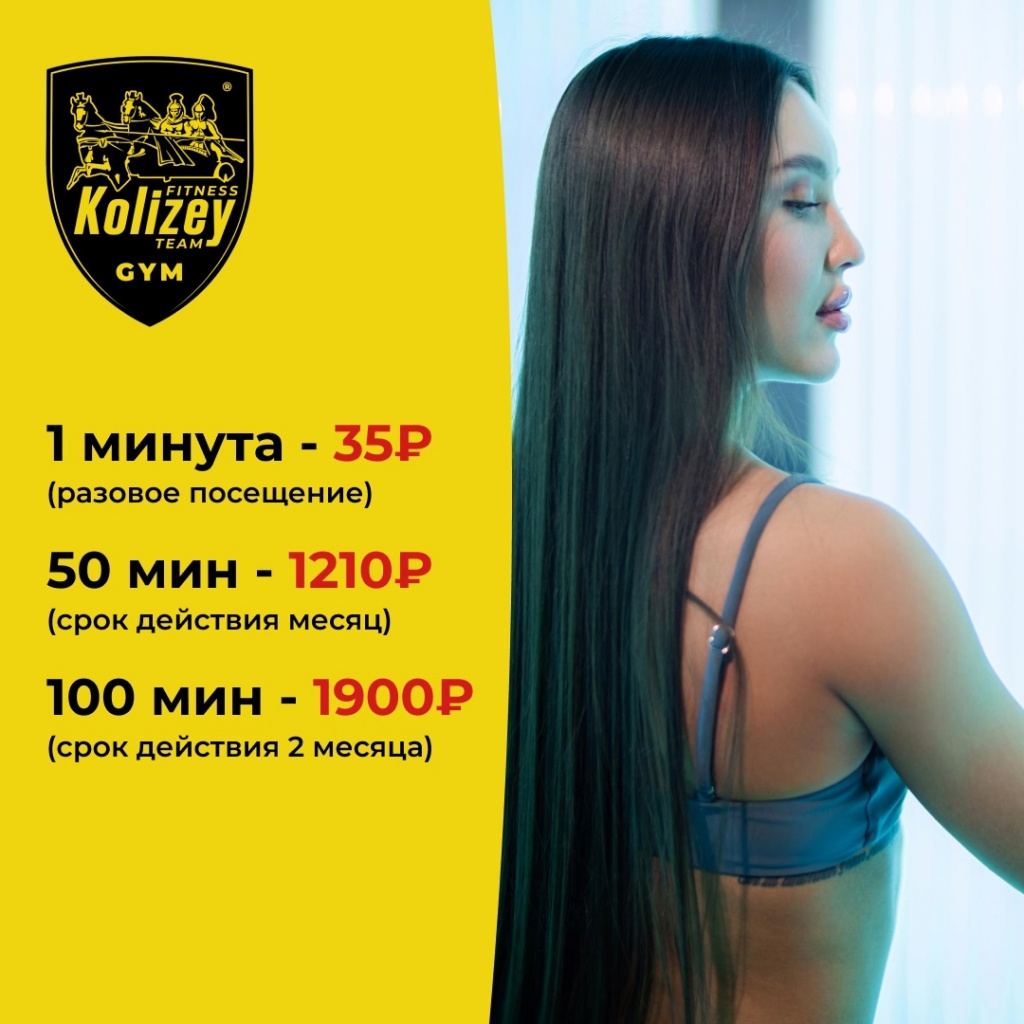 ®
FITNESS
Kolizey
TEAM
GYM
1 минута - 35₽
(разовое посещение)
50 мин - 1210₽
(срок действия месяц)
100 мин - 1900₽
(срок действия 2 месяца)